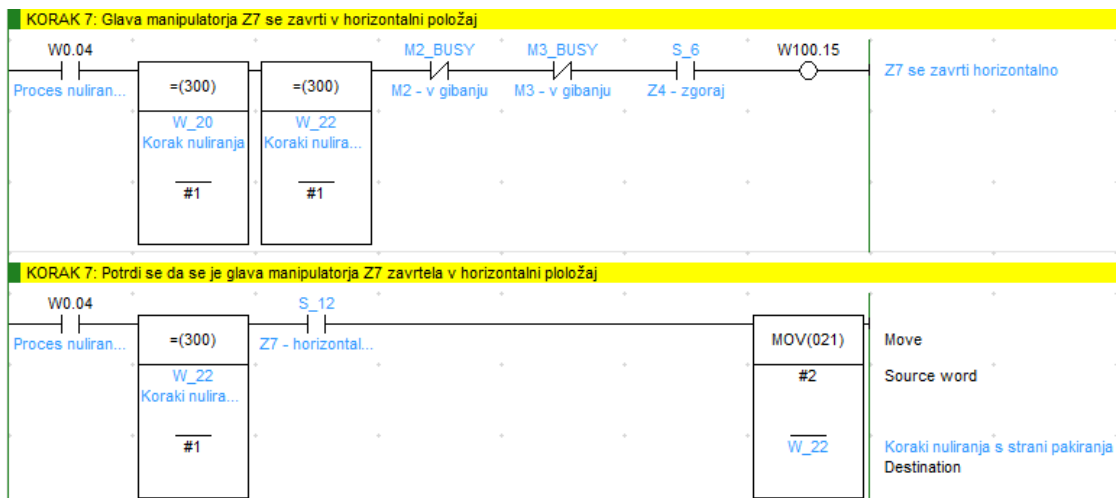 KORAK 7: Glava manipulatorja Z7 se zavrti v horizontalni položaj
W0.04 M2_BUSY M3_BUSY S_6 W100.15
Proces nuliran... =(300) =(300) M2 - v gibanju M3 - v gibanju Z4 - zgoraj Z7 se zavrti horizontalno
W_20 W_22
Korak nuliranja Koraki nulira...
#1 #1
KORAK 7: Potrdi se da se je glava manipulatorja Z7 zavrtela v horizontalni ploložaj
W0.04 S_12
Proces nuliran... =(300) Z7 - horizontal... MOV(021) Move
W_22 #2 Source word
Koraki nulira...
#1 W_22 Koraki nuliranja s strani pakiranja
Destination